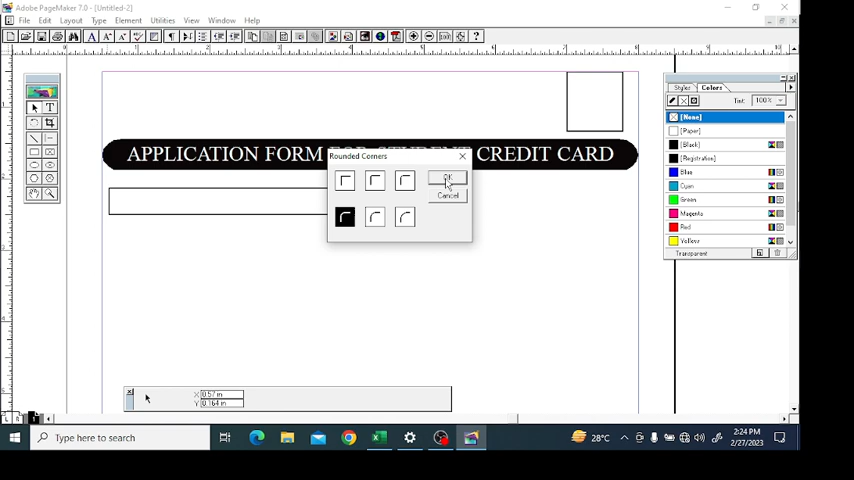 Adobe PageMaker 7.0 - [Untitled-2]
File Edit Layout Type Element Utilities View Window Help
Styles Colors
Tint: 100%
[None]
[Paper]
[Black]
[Registration]
Blue
Cyan
Green
Magenta
Red
Yellow
Transparent
APPLICATION FORM FOR STUDENT CREDIT CARD
Rounded Corners
OK
Cancel
X 0.57 in
Y 0.164 in
Type here to search
28°C
2:24 PM
2/27/2023